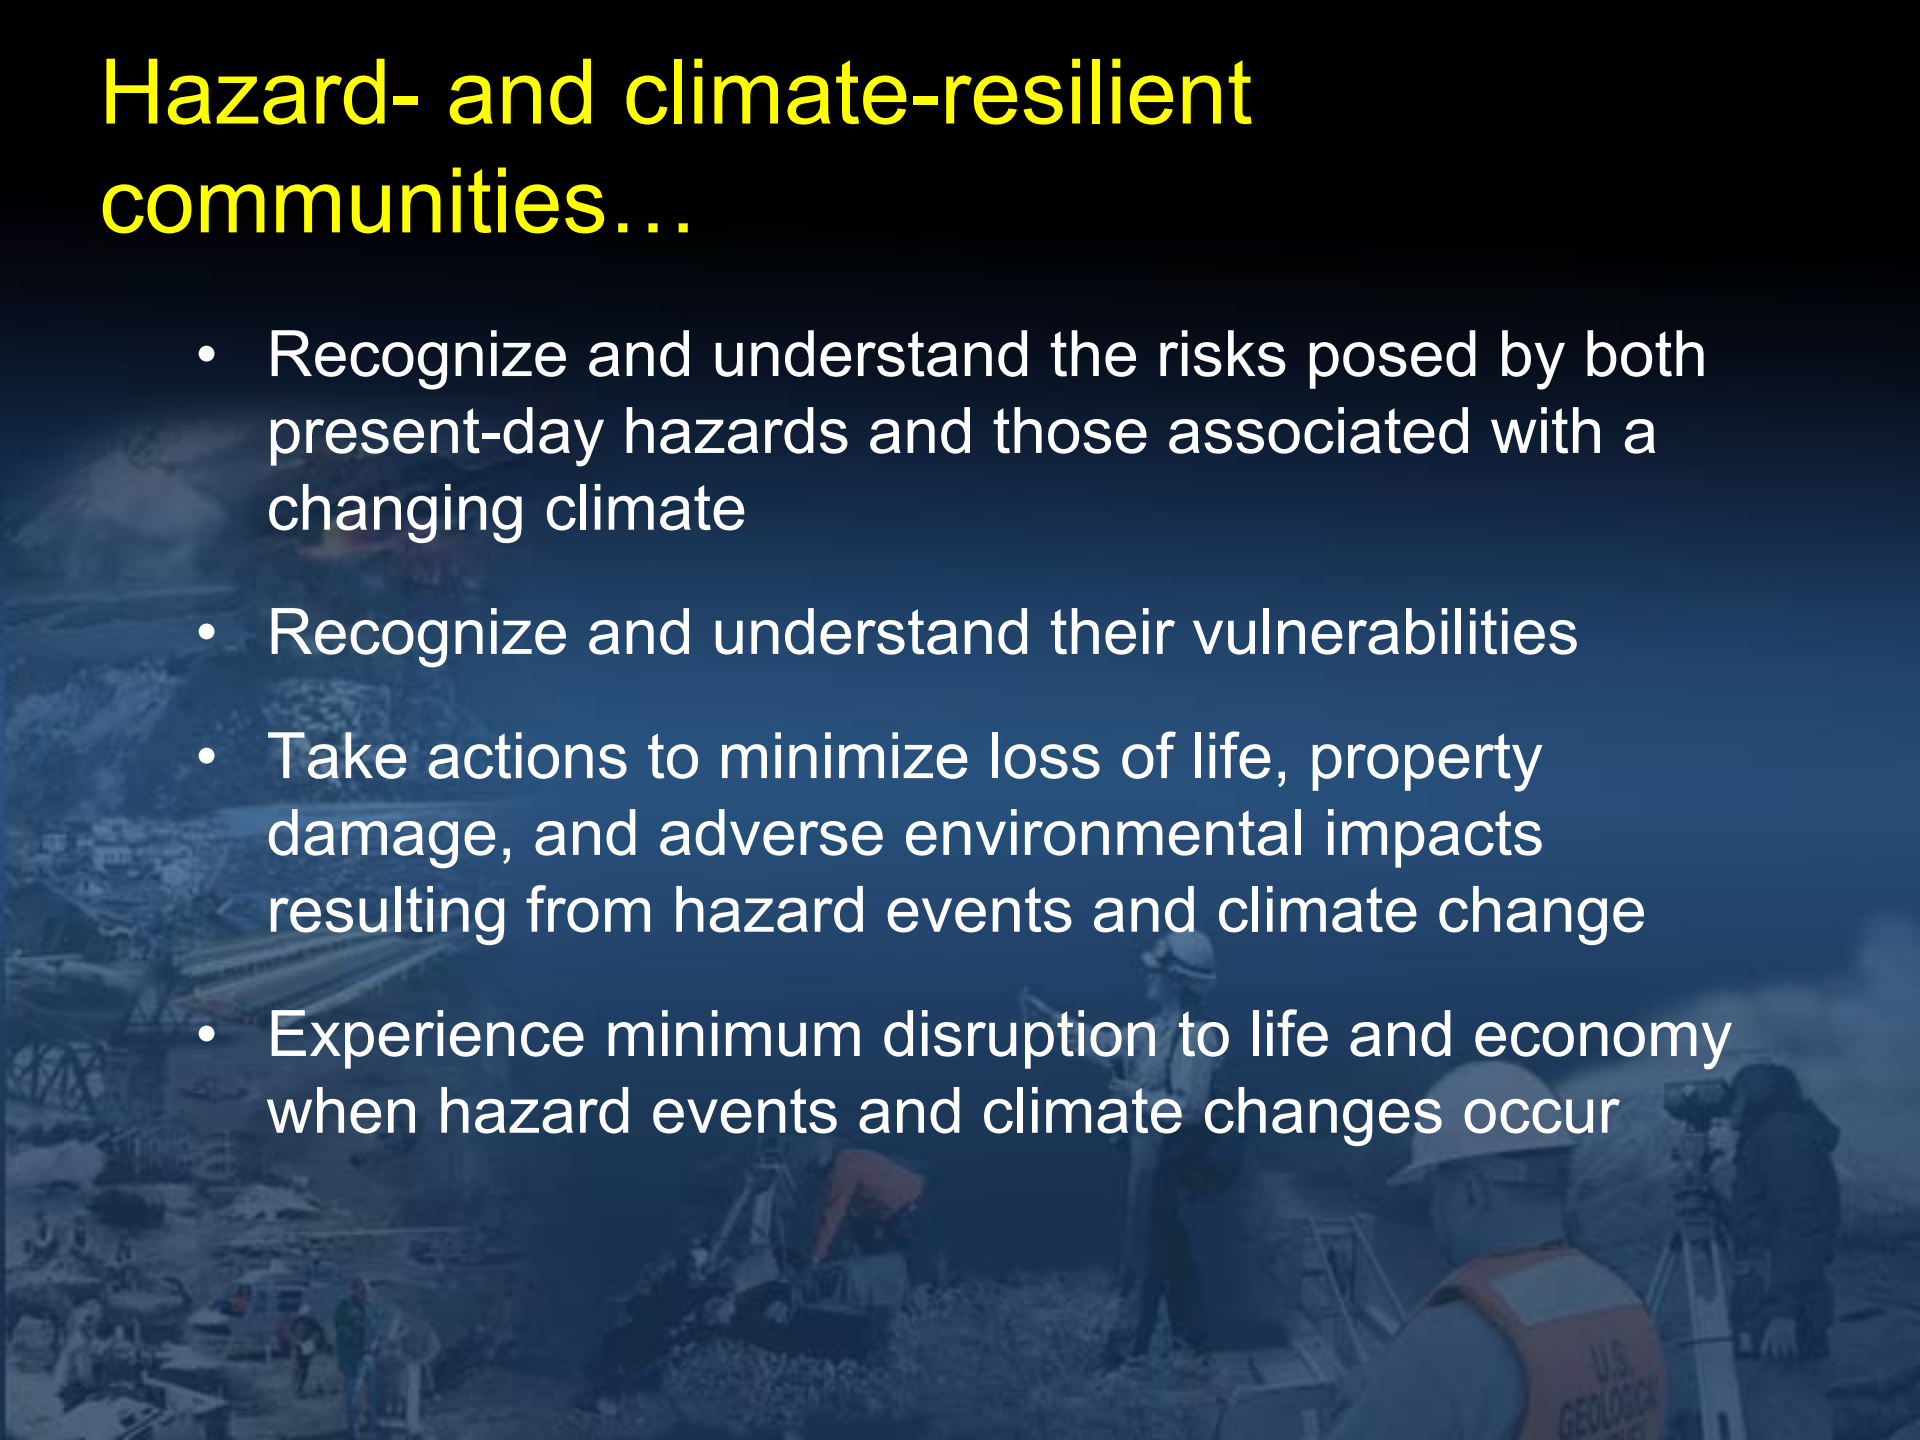 Hazard- and climate-resilient
communities…
• Recognize and understand the risks posed by both
present-day hazards and those associated with a
changing climate
• Recognize and understand their vulnerabilities
• Take actions to minimize loss of life, property
damage, and adverse environmental impacts
resulting from hazard events and climate change
• Experience minimum disruption to life and economy
when hazard events and climate changes occur
U.S.
GEOLOGICAL